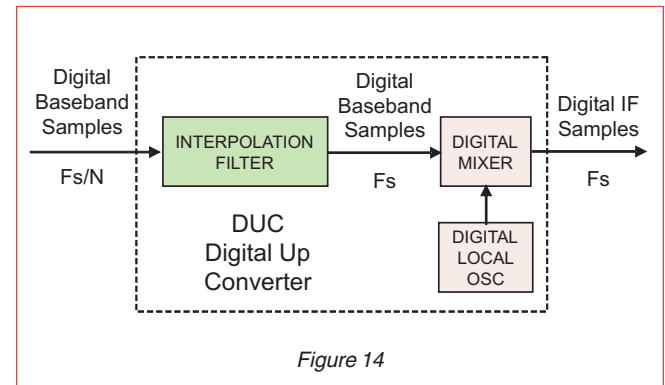 Digital
Baseband
Samples
Fs/N
INTERPOLATION
FILTER
DUC
Digital Up
Converter
Digital
Baseband
Samples
Fs
DIGITAL
MIXER
DIGITAL
LOCAL
OSC
Digital IF
Samples
Fs
Figure 14